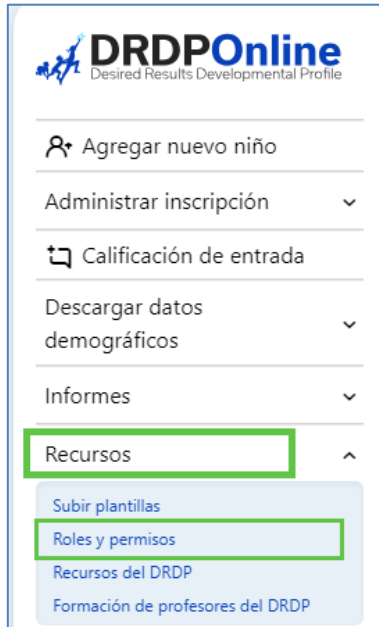 DRDPOnline
Desired Results Developmental Profile
Agregar nuevo niño
Administrar inscripción
Calificación de entrada
Descargar datos
demográficos
Informes
Recursos
Subir plantillas
Roles y permisos
Recursos del DRDP
Formación de profesores del DRDP